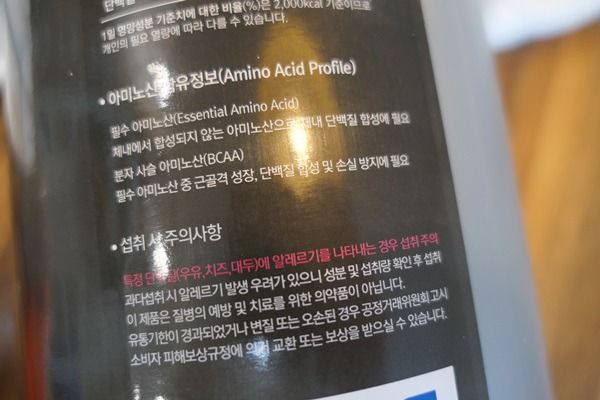 단백질
1일 영양성분 기준치에 대한 비율(%)은 2,000kcal 기준이므로
개인의 필요 열량에 따라 다를 수 있습니다.
• 아미노산 함유정보(Amino Acid Profile)
필수 아미노산(Essential Amino Acid)
체내에서 합성되지 않는 아미노산으로 체내 단백질 합성에 필요
분자 사슬 아미노산(BCAA)
필수 아미노산 중 근골격 성장, 단백질 합성 및 손실 방지에 필요
• 섭취 시 주의사항
특정 단백질(우유,치즈,대두)에 알레르기를 나타내는 경우 섭취 주의
과다섭취 시 알레르기 발생 우려가 있으니 성분 및 섭취량 확인 후 섭취
이 제품은 질병의 예방 및 치료를 위한 의약품이 아닙니다.
유통기한이 경과되었거나 변질 또는 오손된 경우 공정거래위원회 고시
소비자 피해보상규정에 의거 교환 또는 보상을 받으실 수 있습니다.